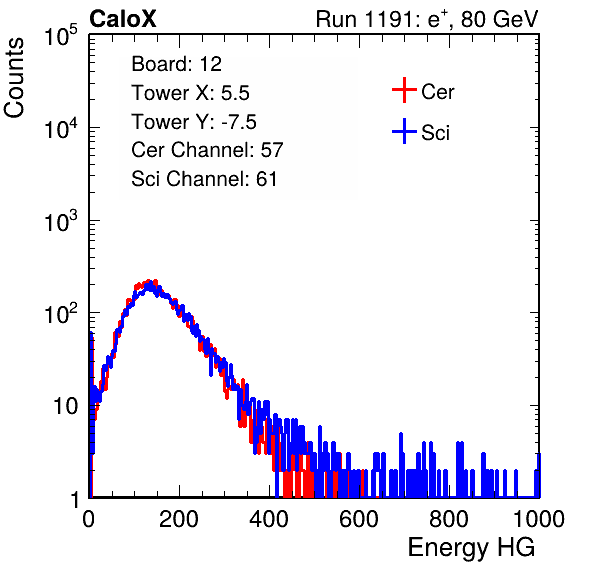 CaloX Run 1191: e⁺, 80 GeV
Counts
10⁵
10⁴
10³
10²
10
1
Board: 12
Tower X: 5.5
Tower Y: -7.5
Cer Channel: 57
Sci Channel: 61
Cer
Sci
0 200 400 600 800 1000
Energy HG